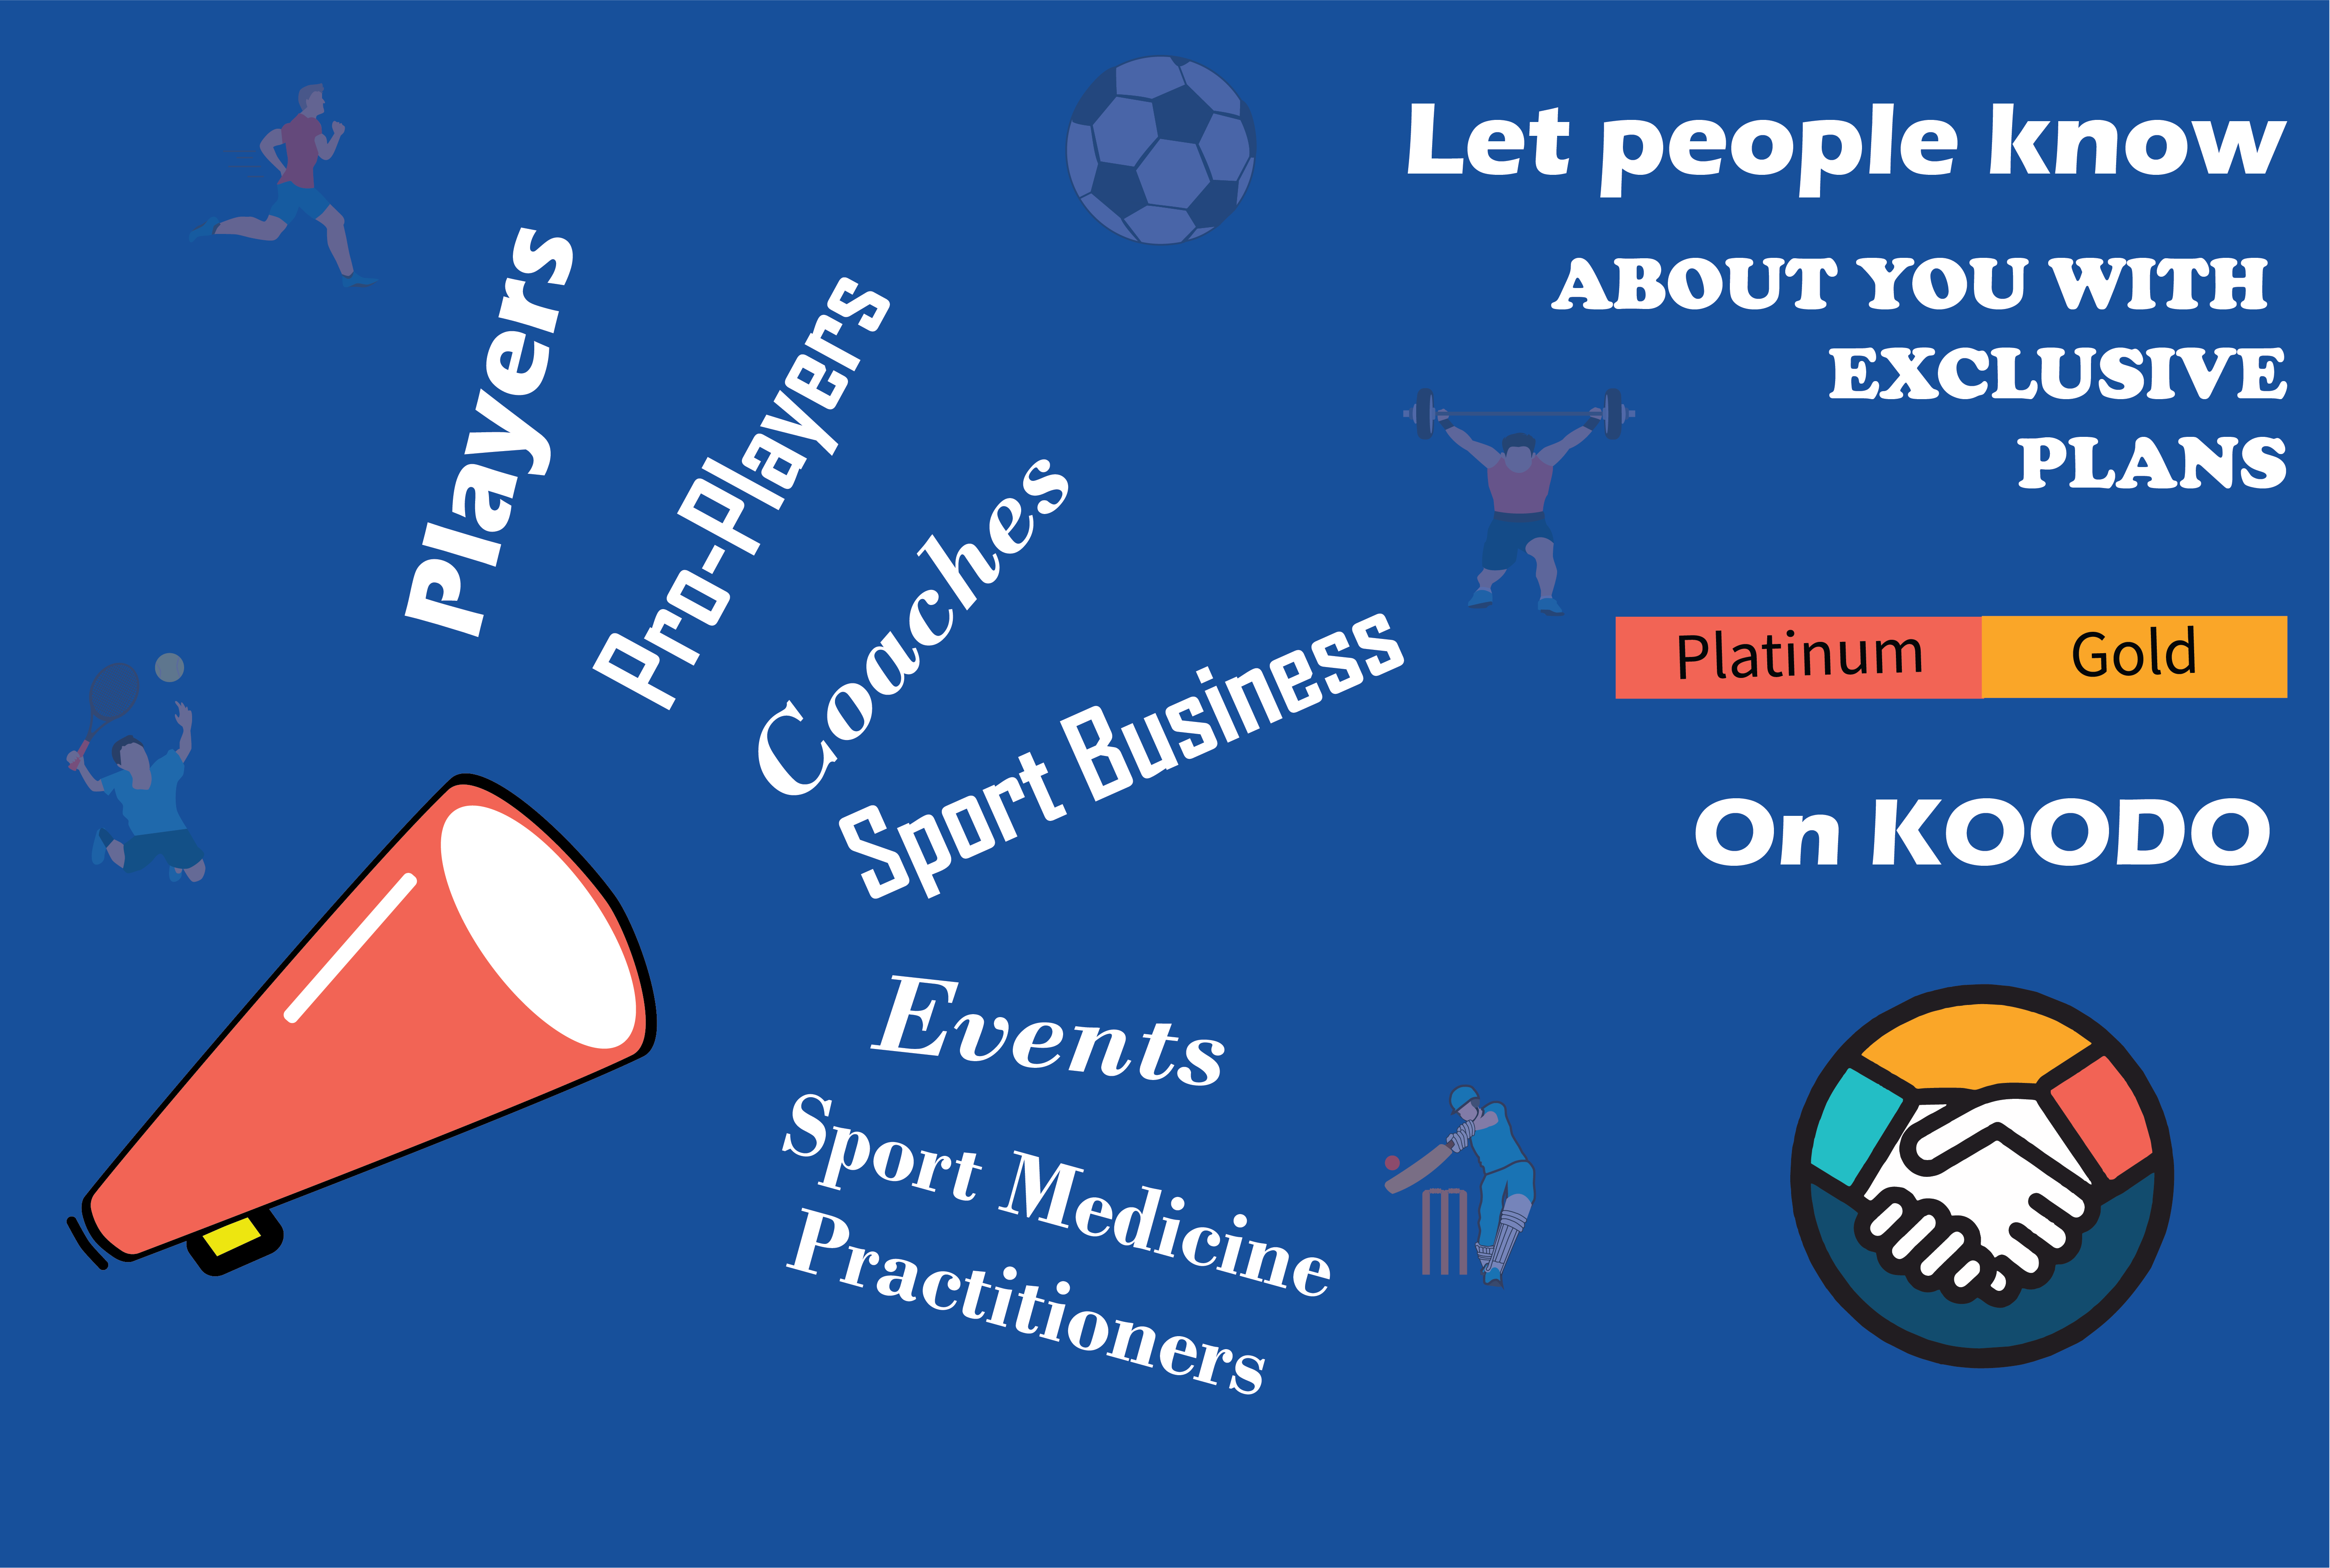 Let people know
ABOUT YOU WITH
EXCLUSIVE
PLANS
Platinum
Gold
On KOODO
Players
Pro-Players
Coaches
Sport Business
Events
Sport Medicine
Practitioners